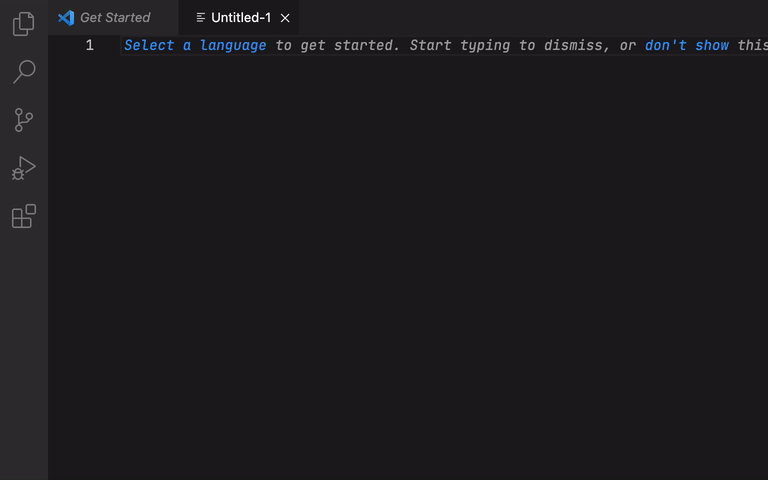 Get Started
Untitled-1
1
Select a language to get started. Start typing to dismiss, or don't show this